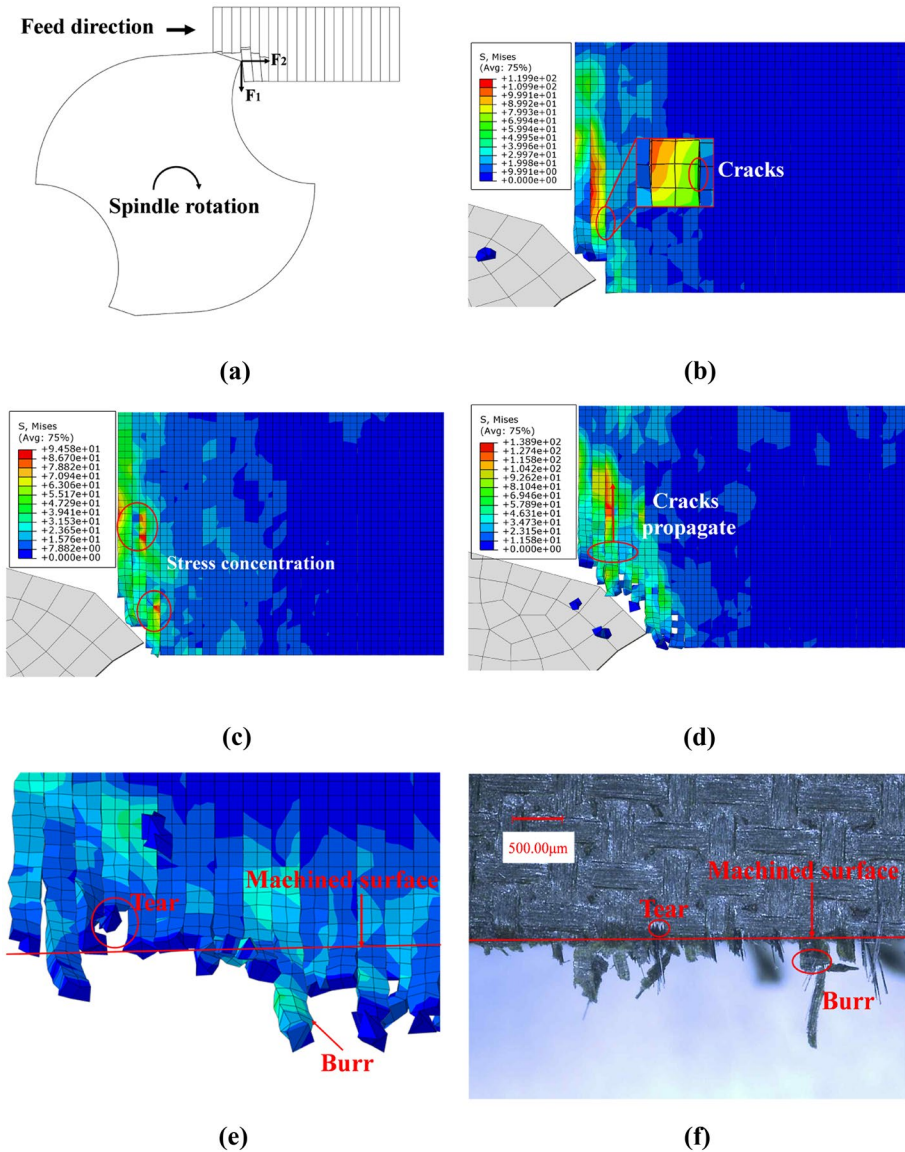 Feed direction
F2
F1
Spindle rotation
(a)
S, Mises
(Avg: 75%)
+1.199e+02
+1.099e+02
+9.991e+01
+8.992e+01
+7.993e+01
+6.994e+01
+5.994e+01
+4.995e+01
+3.996e+01
+2.997e+01
+1.998e+01
+9.991e+00
+0.000e+00
Cracks
(b)
S, Mises
(Avg: 75%)
+9.458e+01
+8.670e+01
+7.882e+01
+7.094e+01
+6.306e+01
+5.517e+01
+4.729e+01
+3.941e+01
+3.153e+01
+2.365e+01
+1.576e+01
+7.882e+00
+0.000e+00
Stress concentration
(c)
S, Mises
(Avg: 75%)
+1.389e+02
+1.274e+02
+1.158e+02
+1.042e+02
+9.262e+01
+8.104e+01
+6.946e+01
+5.789e+01
+4.631e+01
+3.473e+01
+2.315e+01
+1.158e+01
+0.000e+00
Cracks
propagate
(d)
Machined surface
Tear
Burr
(e)
500.00μm
Machined surface
Tear
Burr
(f)